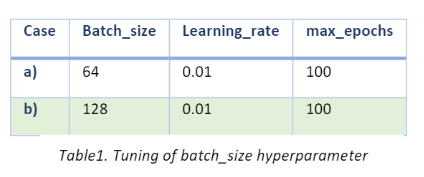 Case Batch_size Learning_rate max_epochs
a) 64 0.01 100
b) 128 0.01 100
Table1. Tuning of batch_size hyperparameter